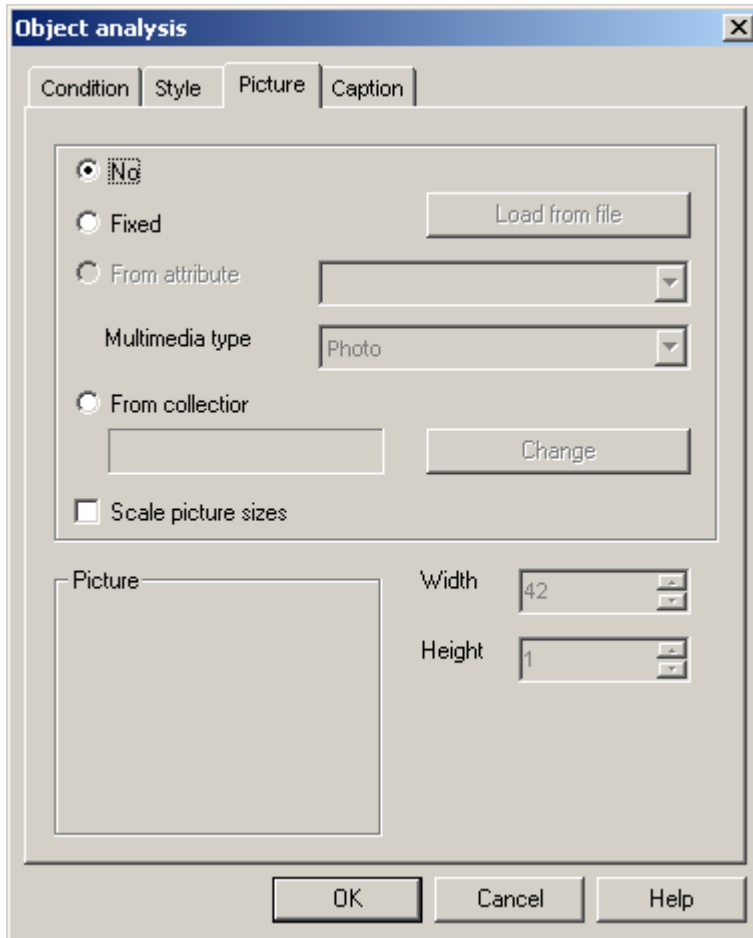 Object analysis
Condition Style Picture Caption
No
Fixed Load from file
From attribute
Multimedia type Photo
From collectior
Change
Scale picture sizes
Picture Width 42
Height 1
OK Cancel Help